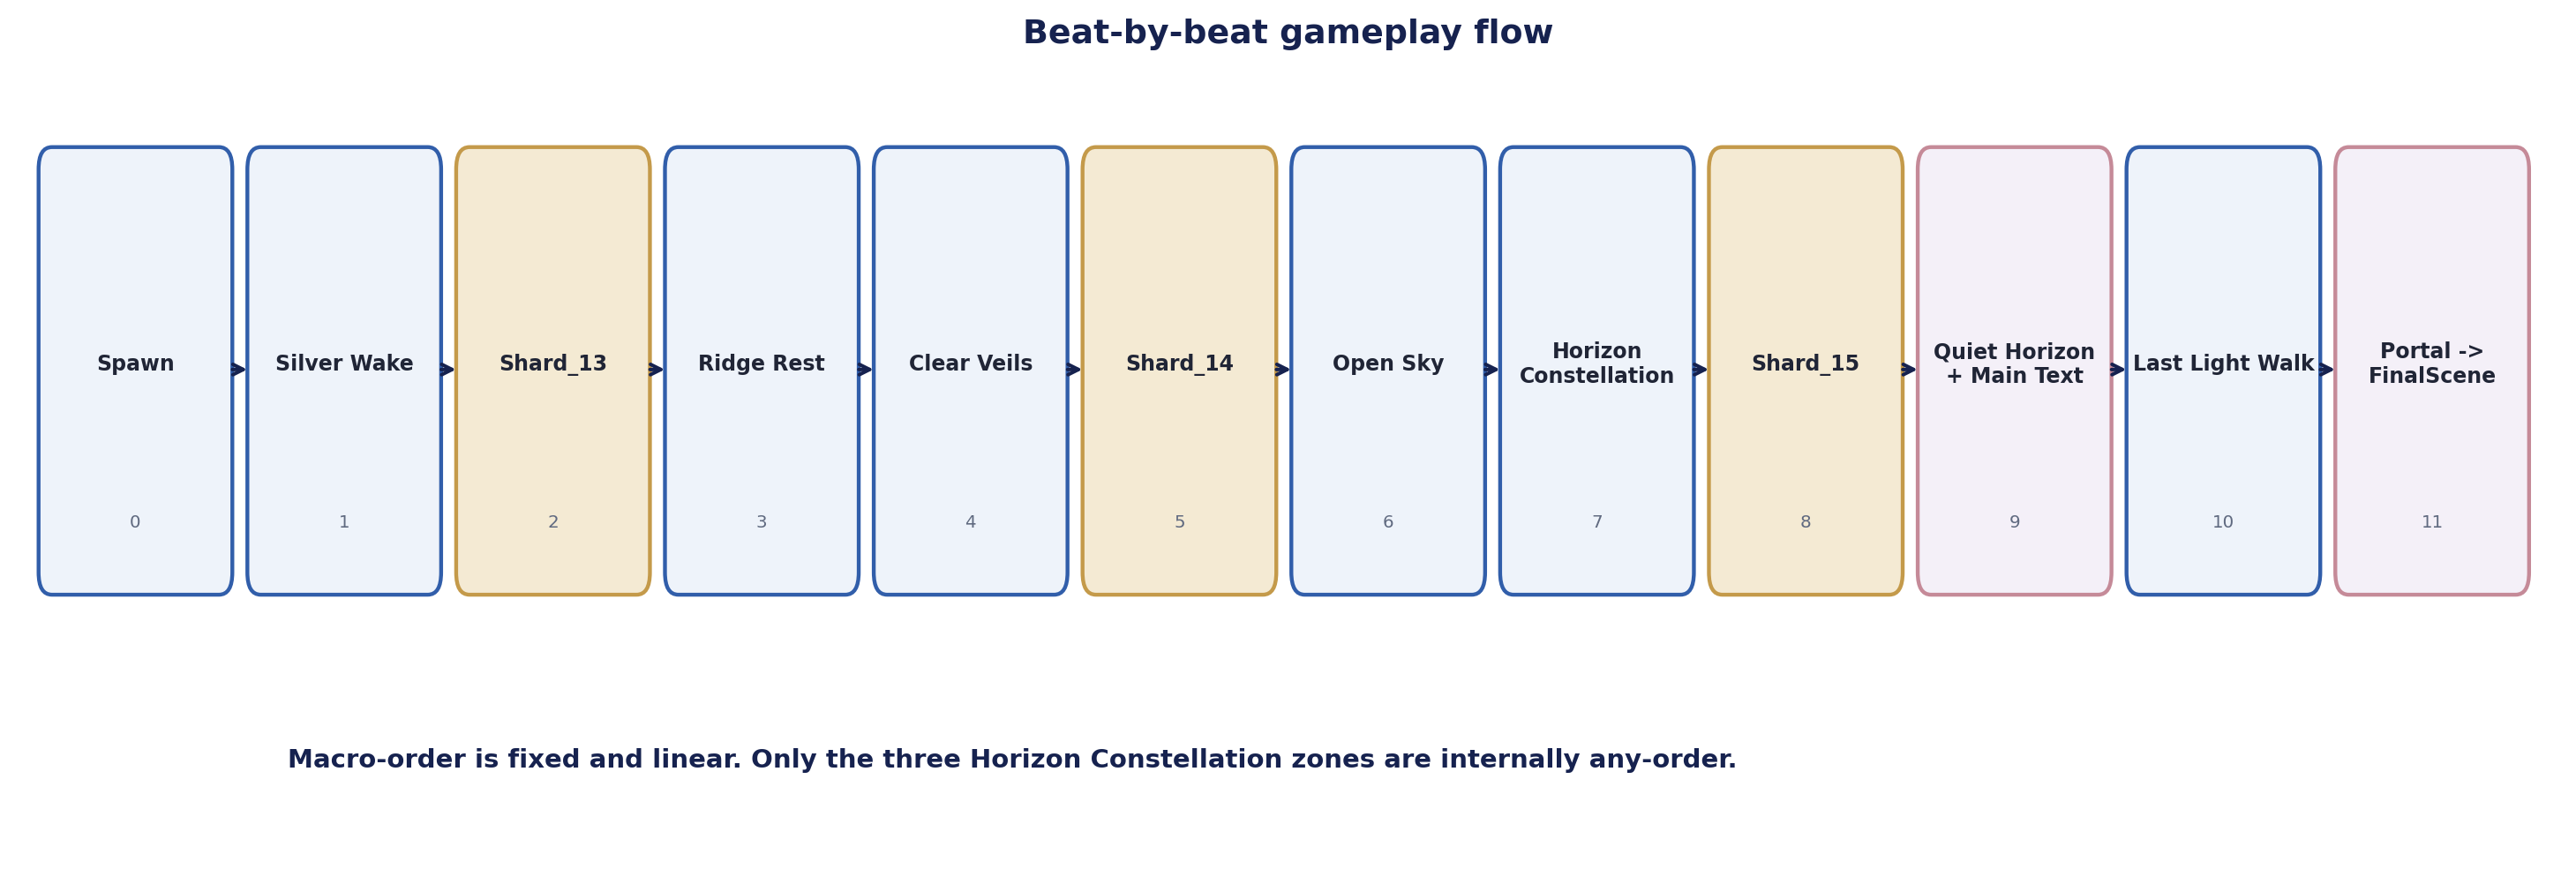 Beat-by-beat gameplay flow
Spawn
0
Silver Wake
1
Shard_13
2
Ridge Rest
3
Clear Veils
4
Shard_14
5
Open Sky
6
Horizon
Constellation
7
Shard_15
8
Quiet Horizon
+ Main Text
9
Last Light Walk
10
Portal ->
FinalScene
11
Macro-order is fixed and linear. Only the three Horizon Constellation zones are internally any-order.